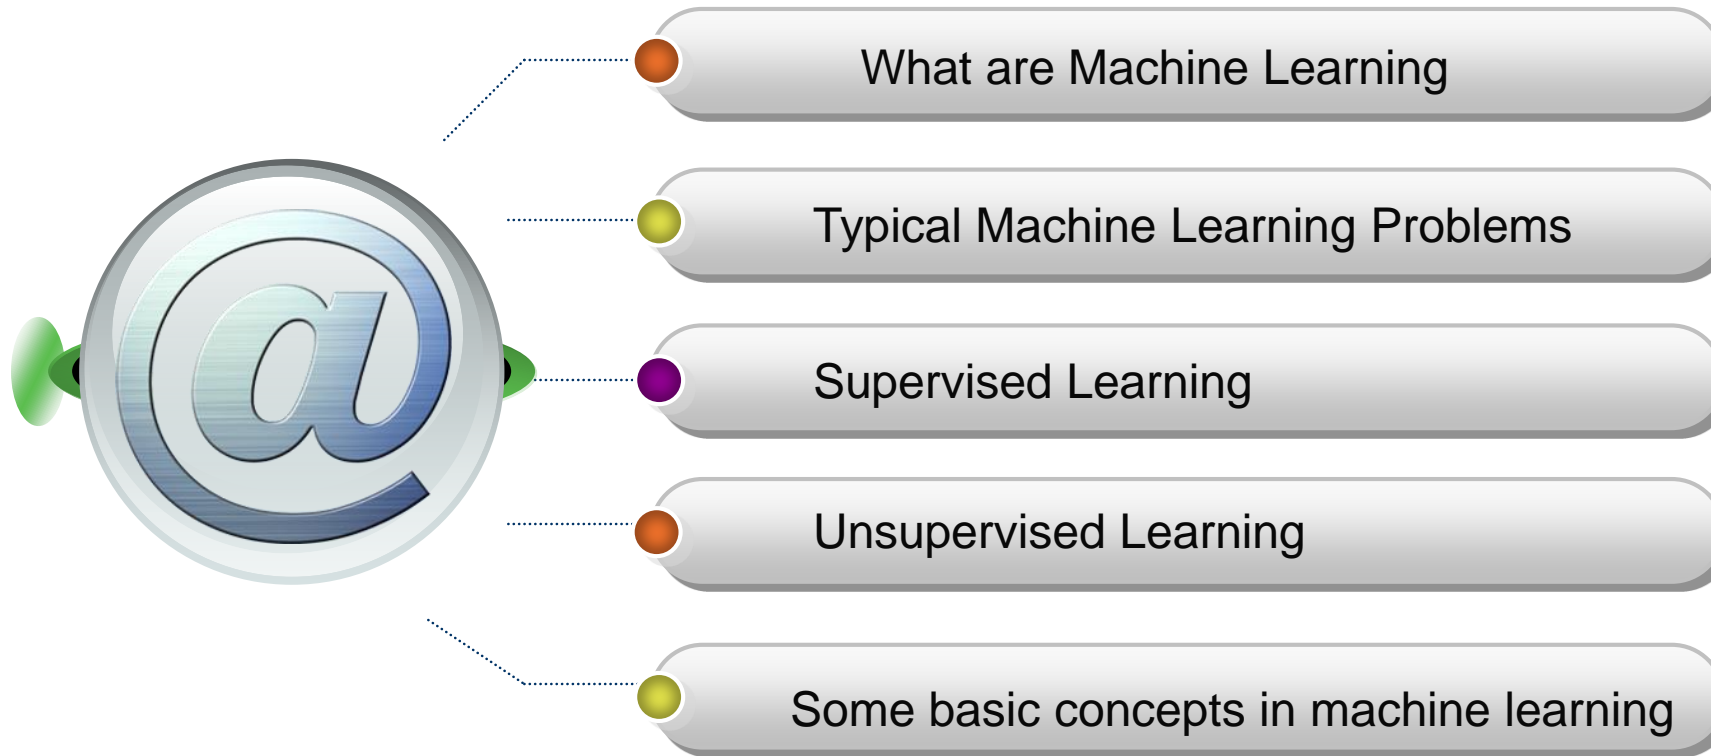 What are Machine Learning
Typical Machine Learning Problems
@
Supervised Learning
Unsupervised Learning
Some basic concepts in machine learning